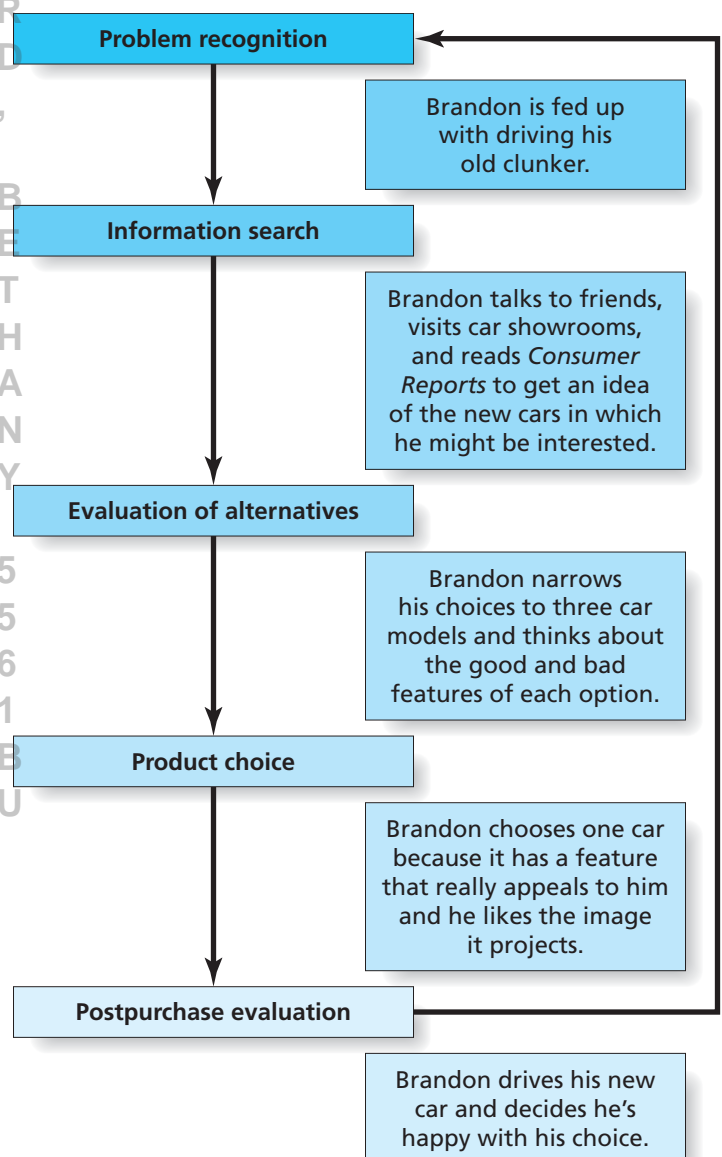 Problem recognition
Brandon is fed up
with driving his
old clunker.
Information search
Brandon talks to friends,
visits car showrooms,
and reads Consumer
Reports to get an idea
of the new cars in which
he might be interested.
Evaluation of alternatives
Brandon narrows
his choices to three car
models and thinks about
the good and bad
features of each option.
Product choice
Brandon chooses one car
because it has a feature
that really appeals to him
and he likes the image
it projects.
Postpurchase evaluation
Brandon drives his new
car and decides he's
happy with his choice.
R
D
,
B
E
T
H
A
N
Y
5
5
6
1
B
U